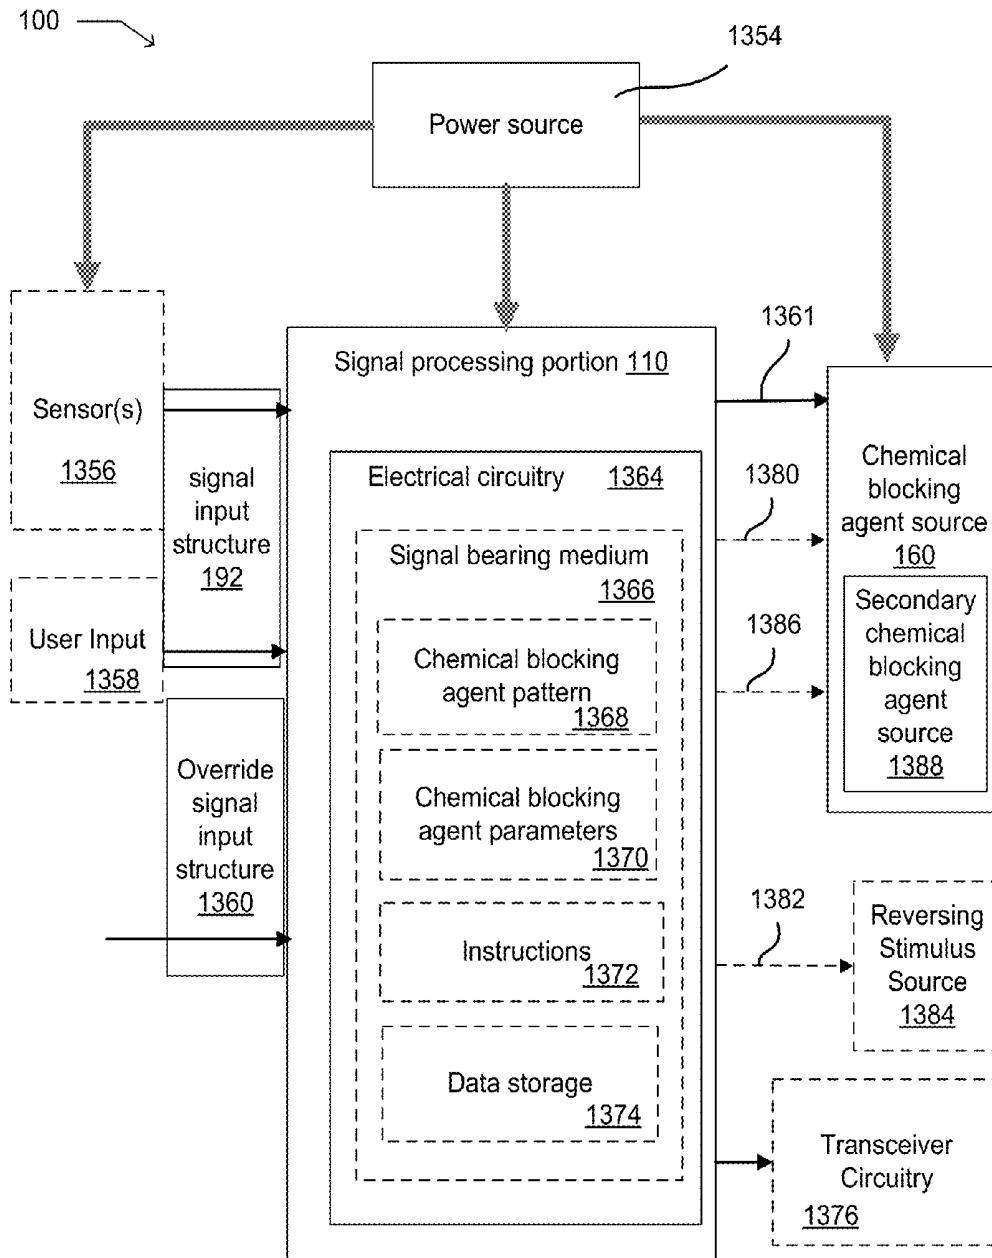 100
1354
Power source
1361
Signal processing portion 110
Sensor(s)
1356
signal
input
structure
192
Electrical circuitry 1364
1380
Chemical
blocking
agent source
160
Signal bearing medium
1366
User Input
1358
Chemical blocking
agent pattern
1368
1386
Secondary
chemical
blocking
agent
source
1388
Override
signal
input
structure
1360
Chemical blocking
agent parameters
1370
1382
Instructions
1372
Reversing
Stimulus
Source
1384
Data storage
1374
Transceiver
Circuitry
1376